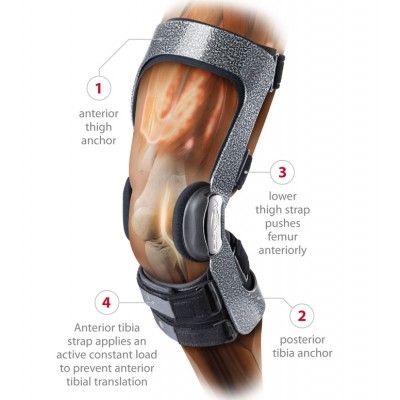 1
anterior
thigh
anchor
3
lower
thigh strap
pushes
femur
anteriorly
4
Anterior tibia
strap applies an
active constant load
to prevent anterior
tibial translation
2
posterior
tibia anchor